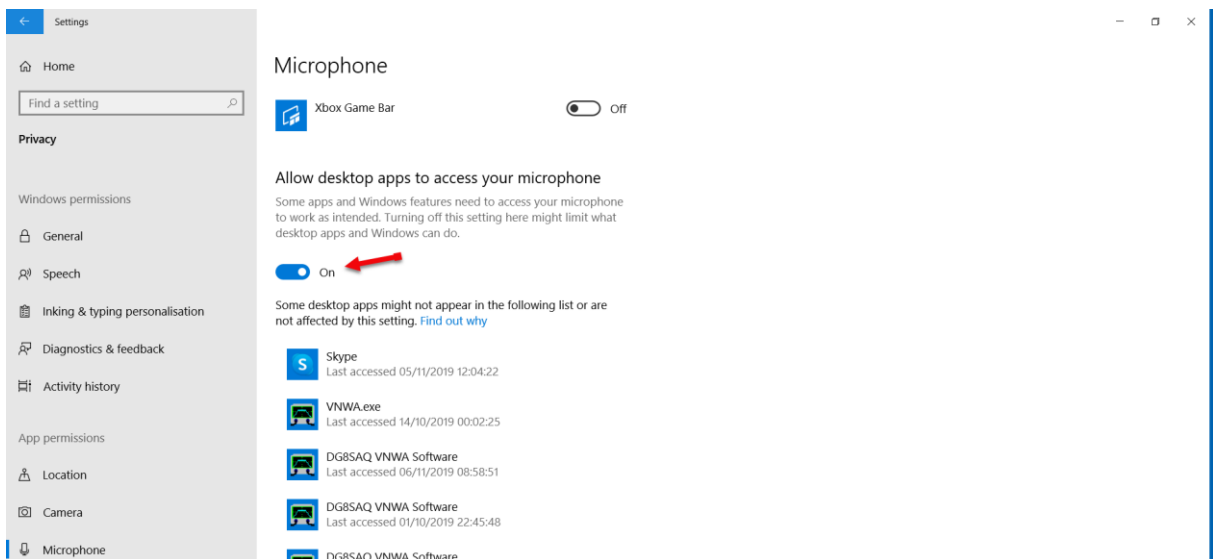 Settings
Home
Find a setting
Privacy
Windows permissions
General
Speech
Inking & typing personalisation
Diagnostics & feedback
Activity history
App permissions
Location
Camera
Microphone
Microphone
Xbox Game Bar
Off
Allow desktop apps to access your microphone
Some apps and Windows features need to access your microphone
to work as intended. Turning off this setting here might limit what
desktop apps and Windows can do.
On
Some desktop apps might not appear in the following list or are
not affected by this setting. Find out why
S
Skype
Last accessed 05/11/2019 12:04:22
VNWA.exe
Last accessed 14/10/2019 00:02:25
DG8SAQ VNWA Software
Last accessed 06/11/2019 08:58:51
DG8SAQ VNWA Software
Last accessed 01/10/2019 22:45:48
DG8SAQ VNWA Software